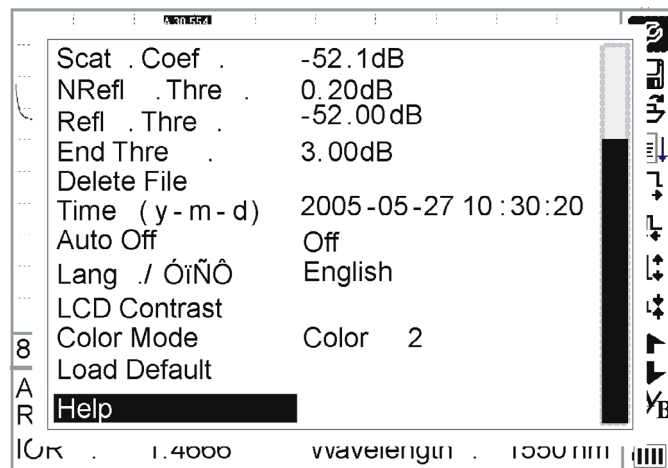 A 30.554
Scat . Coef . -52.1dB
NRefl . Thre . 0.20dB
Refl . Thre . -52.00dB
End Thre . 3.00dB
Delete File
Time ( y-m-d) 2005-05-27 10:30:20
Auto Off Off
Lang ./ ÓïÑÔ English
LCD Contrast
Color Mode Color 2
Load Default
Help
8
A
R
IOR . 1.4666 Wavelength . 1550 nm
B